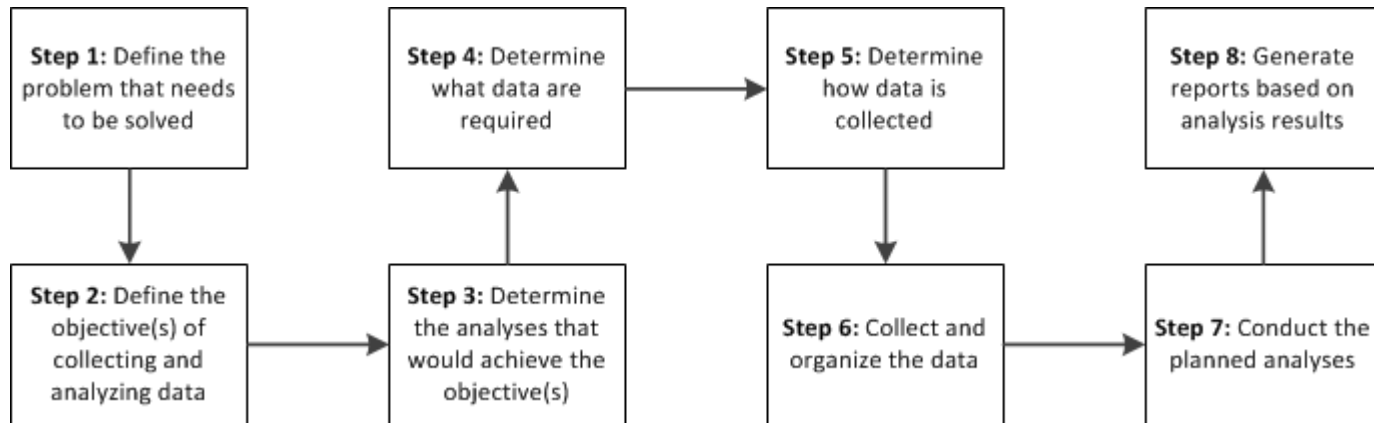 Step 1: Define the
problem that needs
to be solved
Step 2: Define the
objective(s) of
collecting and
analyzing data
Step 3: Determine
the analyses that
would achieve the
objective(s)
Step 4: Determine
what data are
required
Step 5: Determine
how data is
collected
Step 6: Collect and
organize the data
Step 7: Conduct the
planned analyses
Step 8: Generate
reports based on
analysis results